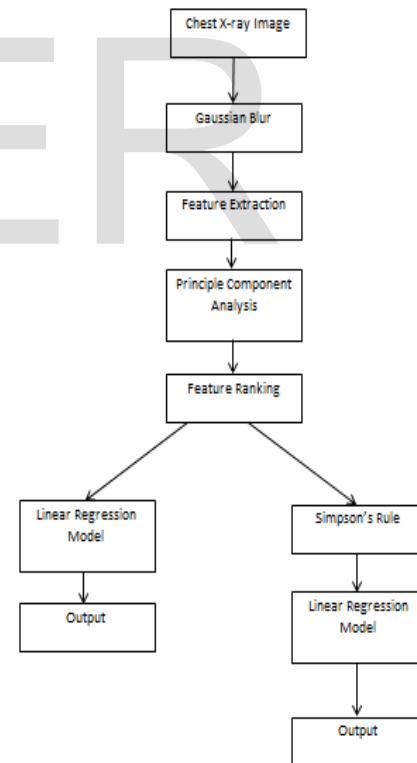 Chest X-ray Image
Gaussian Blur
Feature Extraction
Principle Component
Analysis
Feature Ranking
Linear Regression
Model
Output
Simpson's Rule
Linear Regression
Model
Output
ER